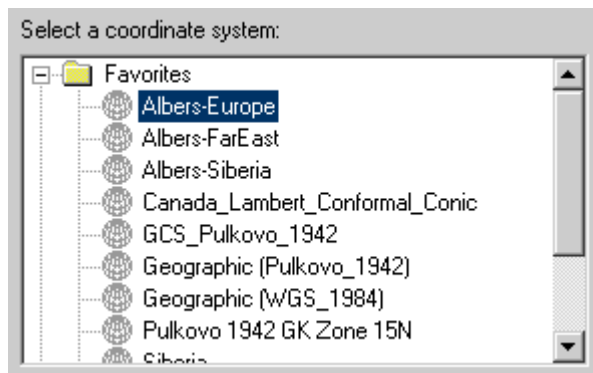 Select a coordinate system:
Favorites
Albers-Europe
Albers-FarEast
Albers-Siberia
Canada_Lambert_Conformal_Conic
GCS_Pulkovo_1942
Geographic (Pulkovo_1942)
Geographic (WGS_1984)
Pulkovo 1942 GK Zone 15N
Siberia